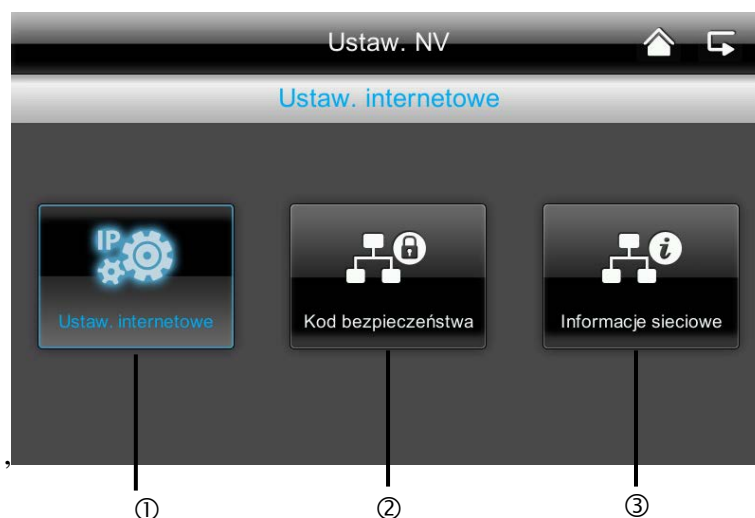 Ustaw. NV
Ustaw. internetowe
IP
Ustaw. internetowe
Kod bezpieczeństwa
i
Informacje sieciowe
,
① ② ③